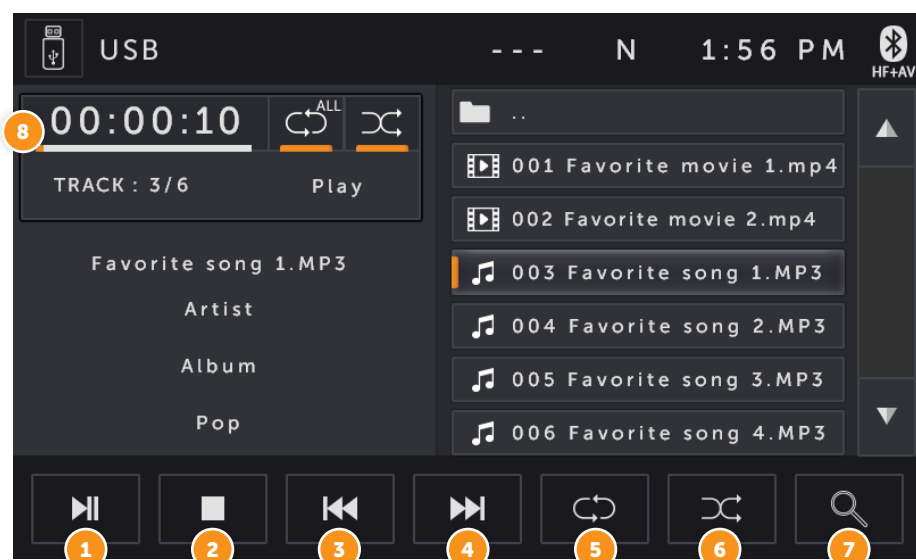 USB
--- N 1:56 PM
HF+AV
8
00:00:10
ALL
TRACK : 3/6 Play
Favorite song 1.MP3
Artist
Album
Pop
..
001 Favorite movie 1.mp4
002 Favorite movie 2.mp4
003 Favorite song 1.MP3
004 Favorite song 2.MP3
005 Favorite song 3.MP3
006 Favorite song 4.MP3
1 2 3 4 5 6 7